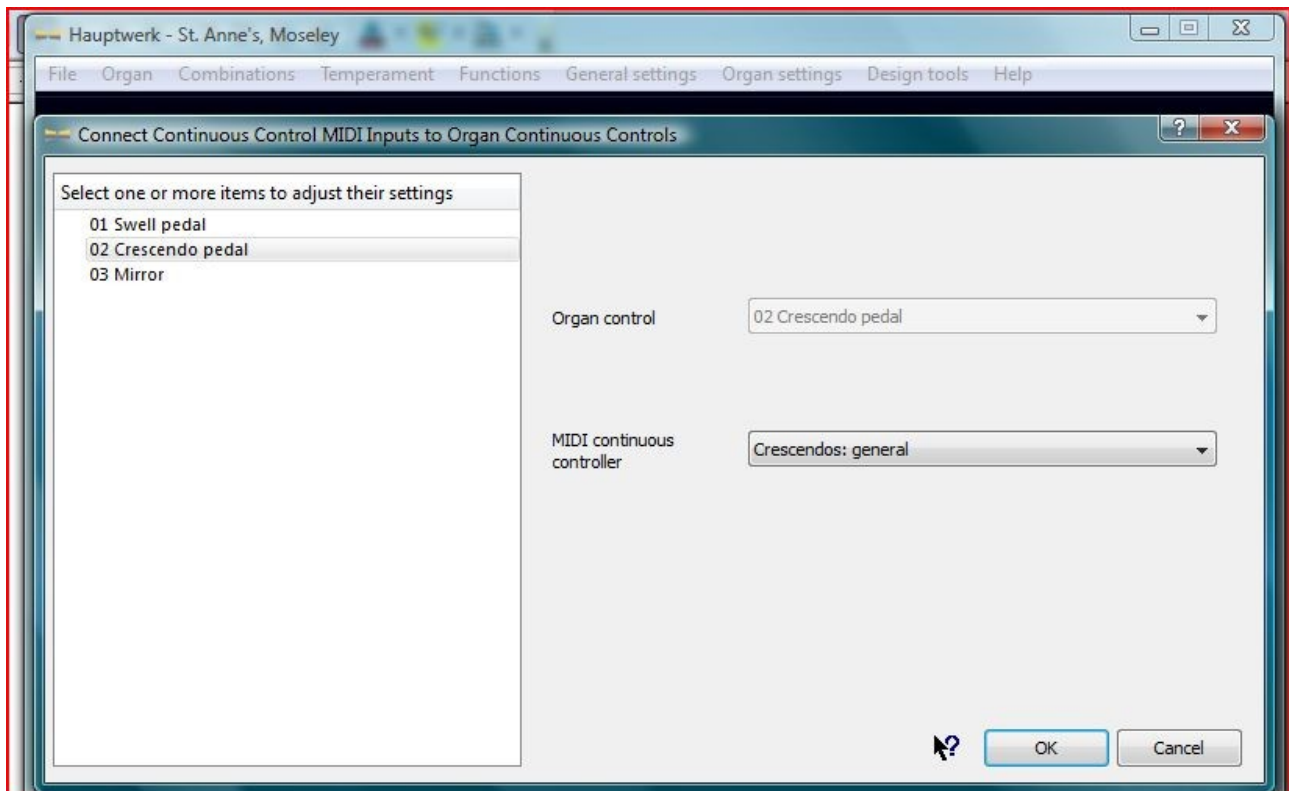 Hauptwerk - St. Anne's, Moseley
File Organ Combinations Temperament Functions General settings Organ settings Design tools Help
Connect Continuous Control MIDI Inputs to Organ Continuous Controls
Select one or more items to adjust their settings
01 Swell pedal
02 Crescendo pedal
03 Mirror
Organ control
02 Crescendo pedal
MIDI continuous
controller
Crescendos: general
OK Cancel